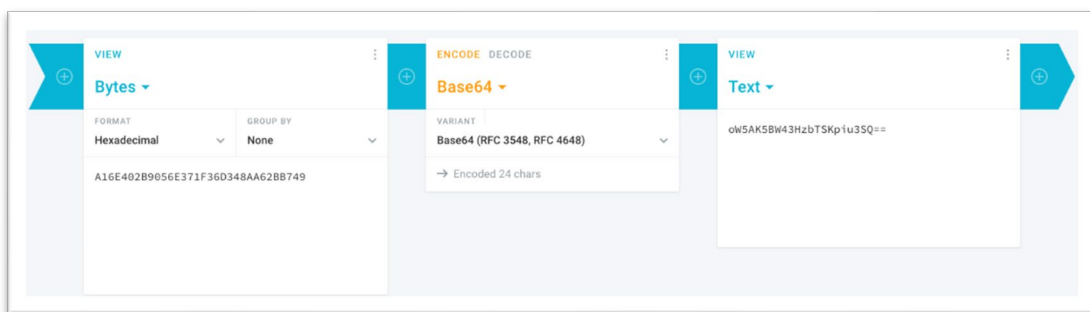 VIEW
Bytes
FORMAT
Hexadecimal
GROUP BY
None
A16E402B9056E371F36D348AA62BB749
ENCODE DECODE
Base64
VARIANT
Base64 (RFC 3548, RFC 4648)
→ Encoded 24 chars
VIEW
Text
oW5AK5BW43HzbTSKpiu3SQ==